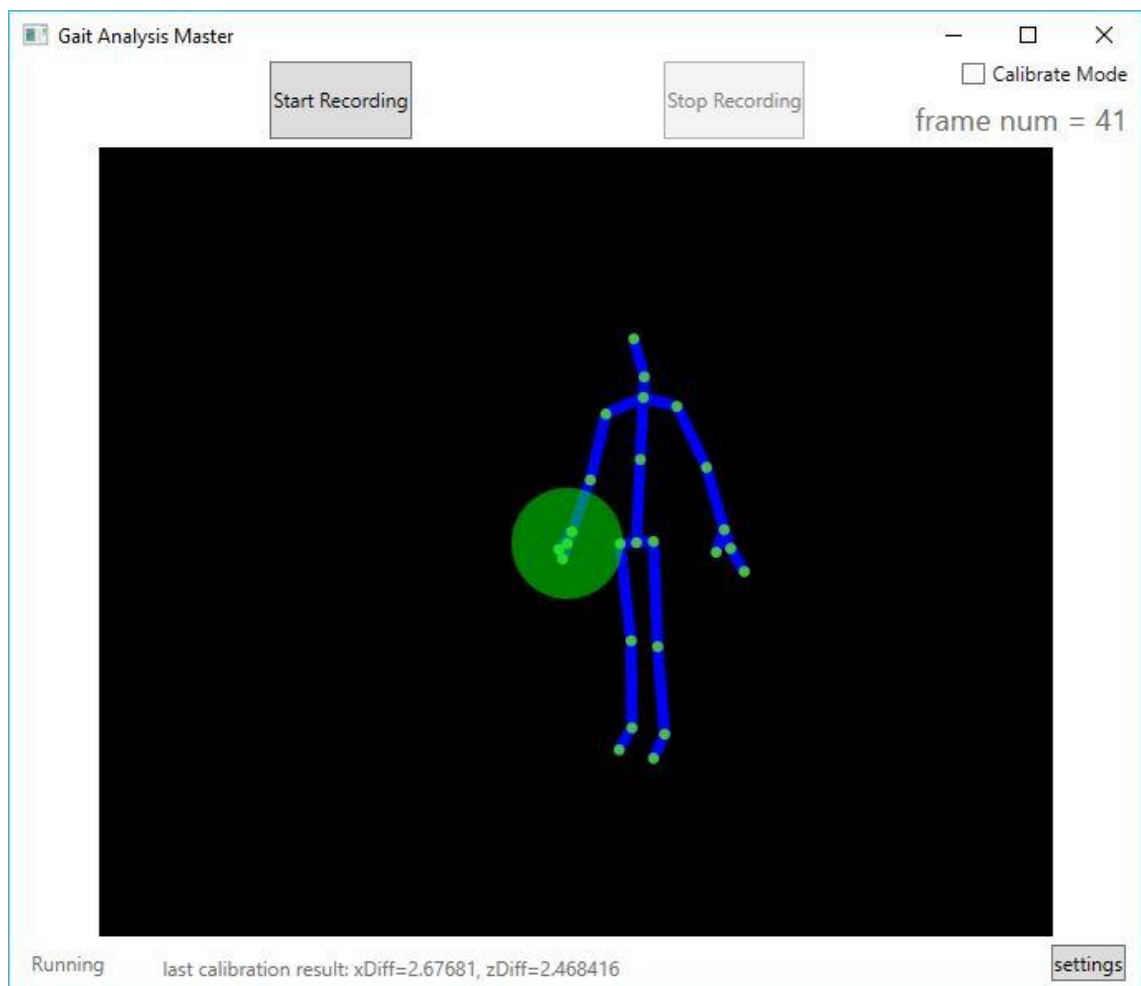 Gait Analysis Master
Calibrate Mode
Start Recording
Stop Recording
frame num = 41
Running
last calibration result: xDiff=2.67681, zDiff=2.468416
settings